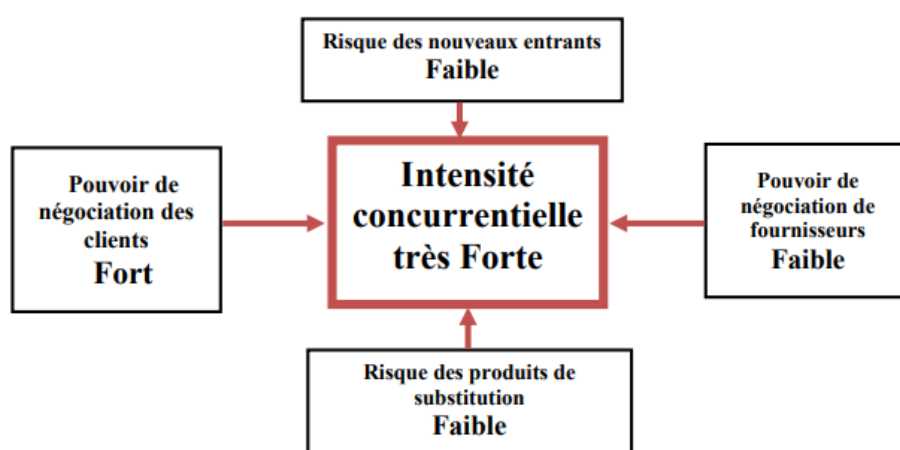 Risque des nouveaux entrants
Faible
Pouvoir de
négociation des
clients
Fort
Intensité
concurrentielle
très Forte
Pouvoir de
négociation de
fournisseurs
Faible
Risque des produits de
substitution
Faible